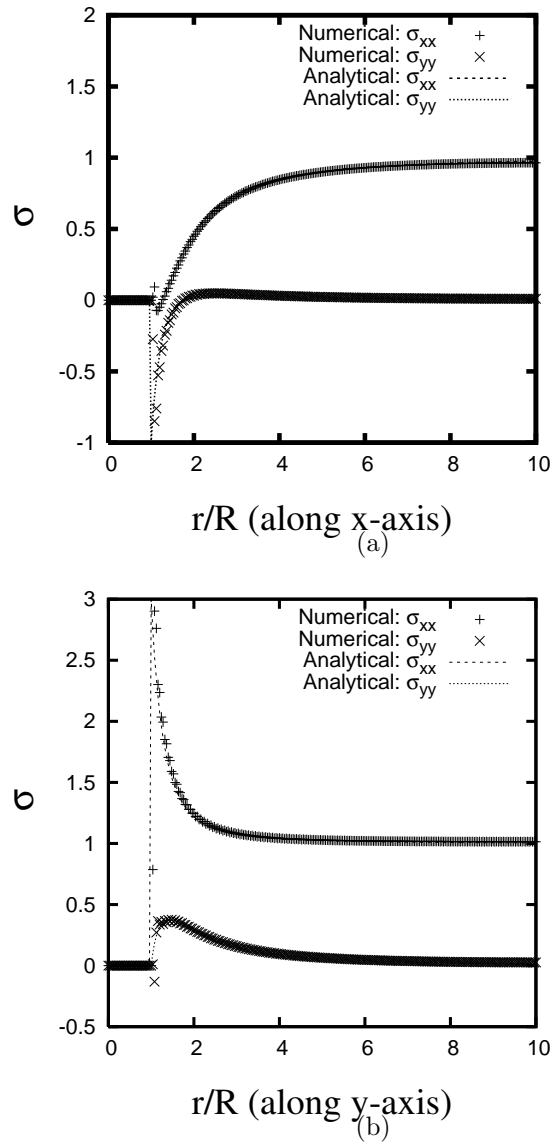 2
1.5
1
0.5
0
-0.5
-1
σ
Numerical: σxx
Numerical: σyy
Analytical: σxx
Analytical: σyy
0 2 4 6 8 10
r/R (along x-axis)
(a)
3
2.5
2
1.5
1
0.5
0
-0.5
σ
Numerical: σxx
Numerical: σyy
Analytical: σxx
Analytical: σyy
0 2 4 6 8 10
r/R (along y-axis)
(b)